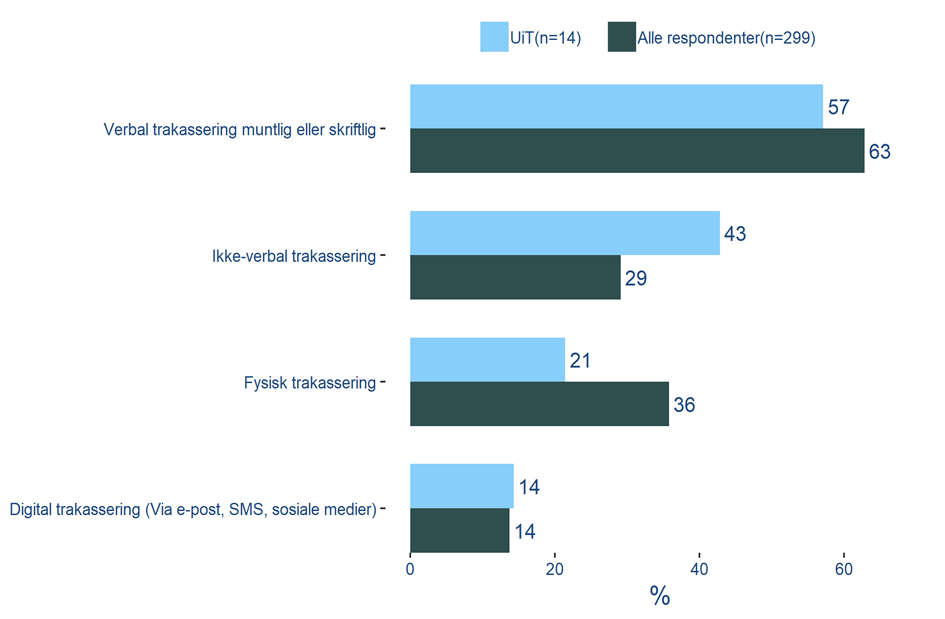 UiT(n=14) Alle respondenter(n=299)
Verbal trakassering muntlig eller skriftlig
57
63
Ikke-verbal trakassering
43
29
Fysisk trakassering
21
36
Digital trakassering (Via e-post, SMS, sosiale medier)
14
14
0 20 40 60
%